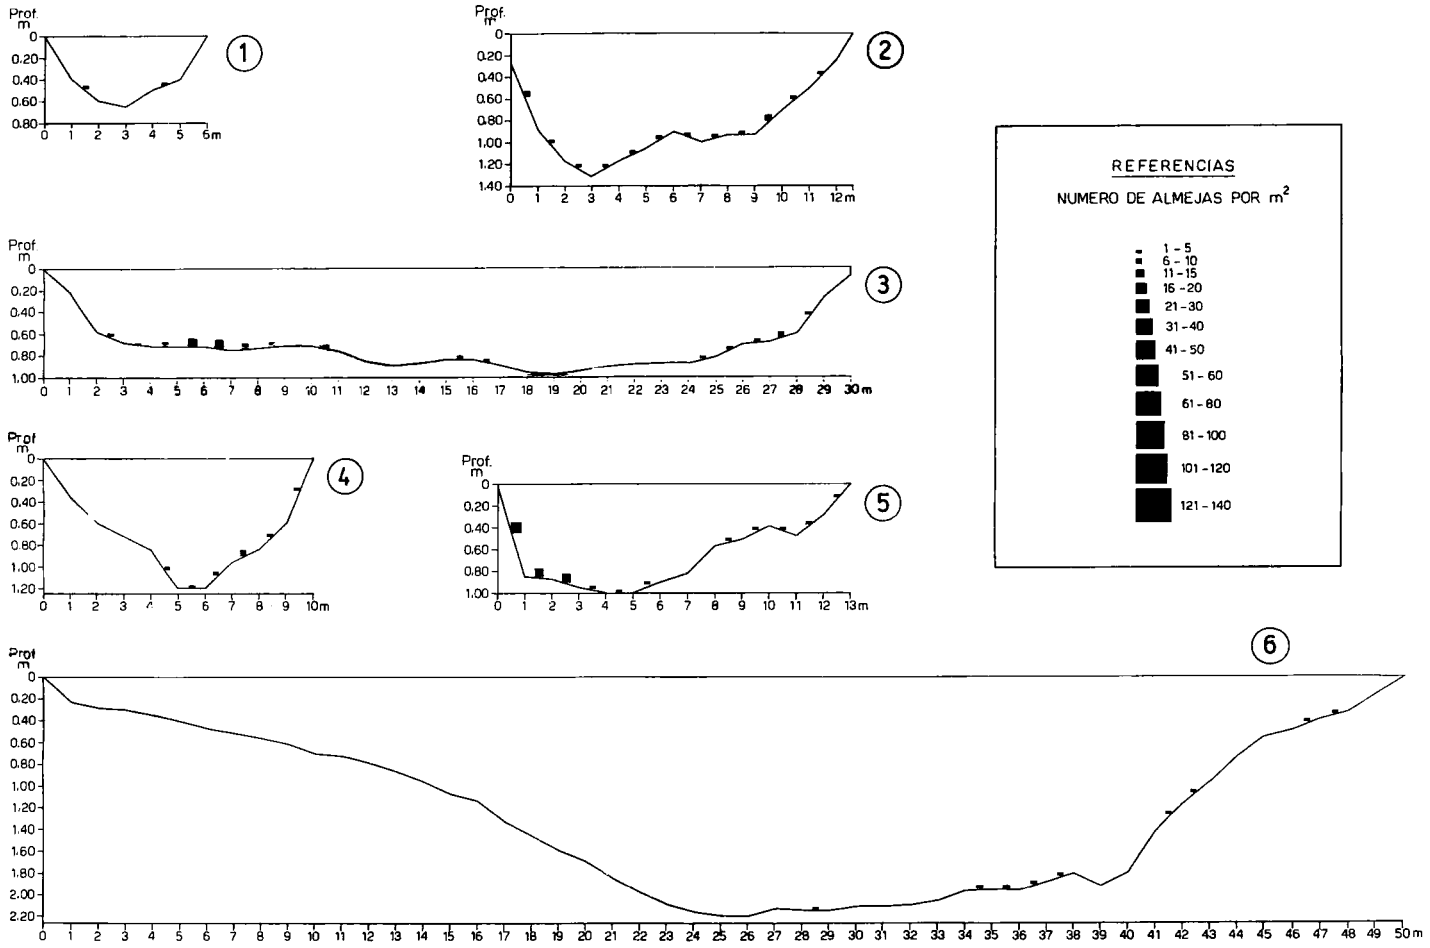 Prof.
m
0
0.20
0.40
0.60
0.80
0 1 2 3 4 5 6m
1
Prof.
m
0
0.20
0.40
0.60
0.80
1.00
1.20
1.40
0 1 2 3 4 5 6 7 8 9 10 11 12m
2
REFERENCIAS
NUMERO DE ALMEJAS POR m²
1 - 5
6 - 10
11 - 15
16 - 20
21 - 30
31 - 40
41 - 50
51 - 60
61 - 80
81 - 100
101 - 120
121 - 140
Prof.
m
0
0.20
0.40
0.60
0.80
1.00
0 1 2 3 4 5 6 7 8 9 10 11 12 13 14 15 16 17 18 19 20 21 22 23 24 25 26 27 28 29 30m
3
Prof
m
0
0.20
0.40
0.60
0.80
1.00
1.20
0 1 2 3 4 5 6 7 8 9 10m
4
Prof.
m
0
0.20
0.40
0.60
0.80
1.00
0 1 2 3 4 5 6 7 8 9 10 11 12 13m
5
6
Prof
m
0
0.20
0.40
0.60
0.80
1.00
1.20
1.40
1.60
1.80
2.00
2.20
0 1 2 3 4 5 6 7 8 9 10 11 12 13 14 15 16 17 18 19 20 21 22 23 24 25 26 27 28 29 30 31 32 33 34 35 36 37 38 39 40 41 42 43 44 45 46 47 48 49 50m